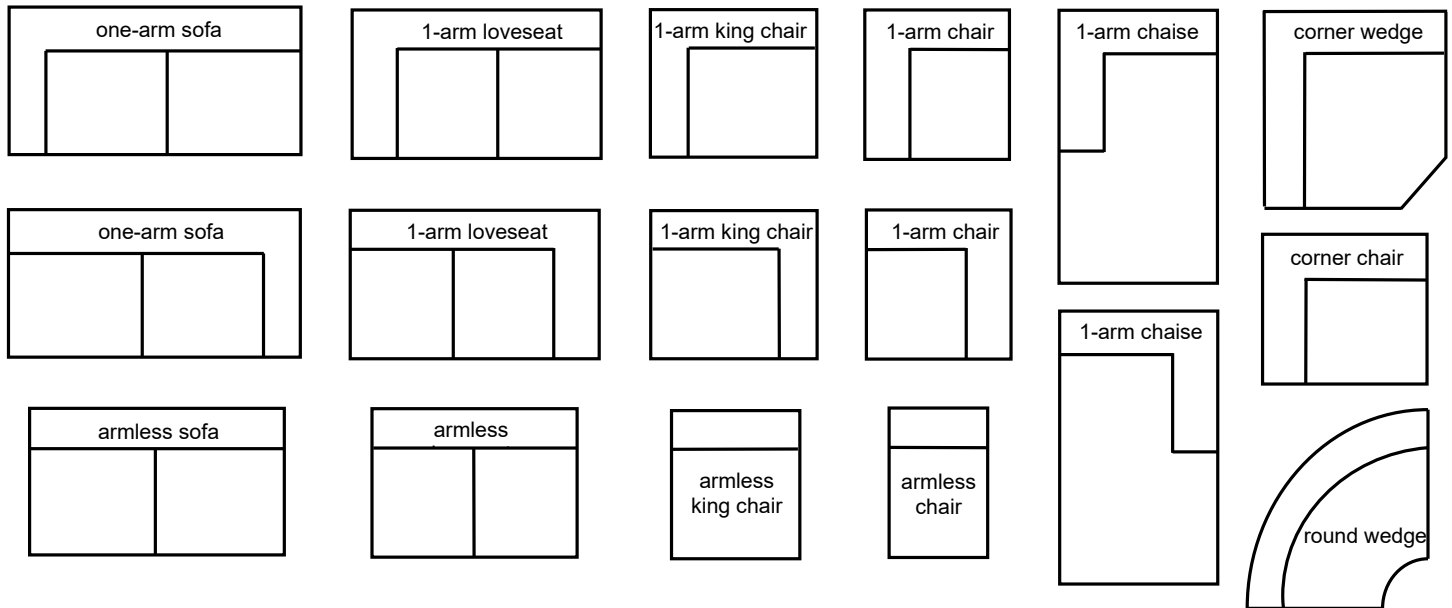 one-arm sofa
1-arm loveseat
1-arm king chair
1-arm chair
1-arm chaise
corner wedge
one-arm sofa
1-arm loveseat
1-arm king chair
1-arm chair
corner chair
1-arm chaise
armless sofa
armless
armless
king chair
armless
chair
round wedge